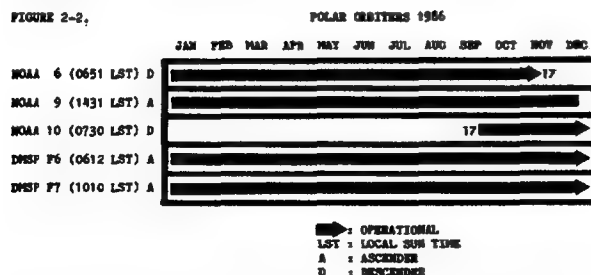 FIGURE 2-2. POLAR ORBITERS 1986
JAN FEB MAR APR MAY JUN JUL AUG SEP OCT NOV DEC
NOAA 6 (0651 LST) D 17
NOAA 9 (1431 LST) A
NOAA 10 (0730 LST) D 17
DMSP F6 (0612 LST) A
DMSP F7 (1010 LST) A
: OPERATIONAL
LST : LOCAL SUN TIME
A : ASCENDER
D : DESCENDER